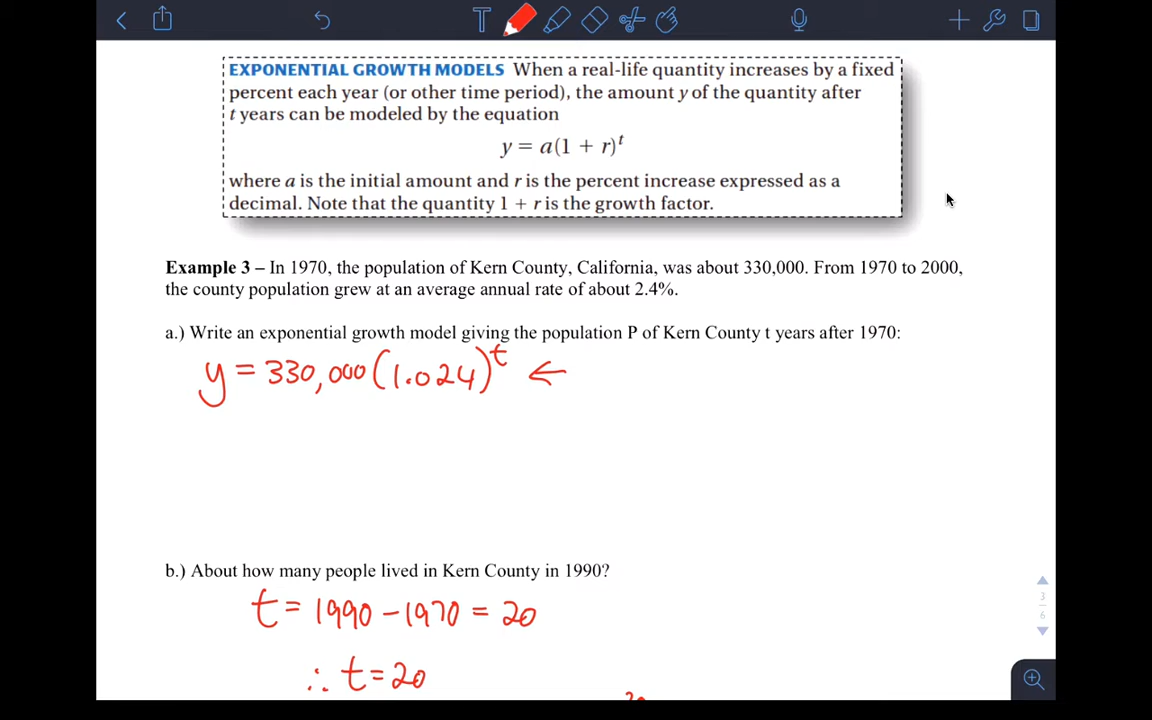 EXPONENTIAL GROWTH MODELS When a real-life quantity increases by a fixed
percent each year (or other time period), the amount y of the quantity after
t years can be modeled by the equation
y = a(1 + r)^t
where a is the initial amount and r is the percent increase expressed as a
decimal. Note that the quantity 1 + r is the growth factor.
Example 3 – In 1970, the population of Kern County, California, was about 330,000. From 1970 to 2000,
the county population grew at an average annual rate of about 2.4%.
a.) Write an exponential growth model giving the population P of Kern County t years after 1970:
y = 330,000(1.024)^t ←
b.) About how many people lived in Kern County in 1990?
t = 1990 - 1970 = 20
∴ t = 20
3
6